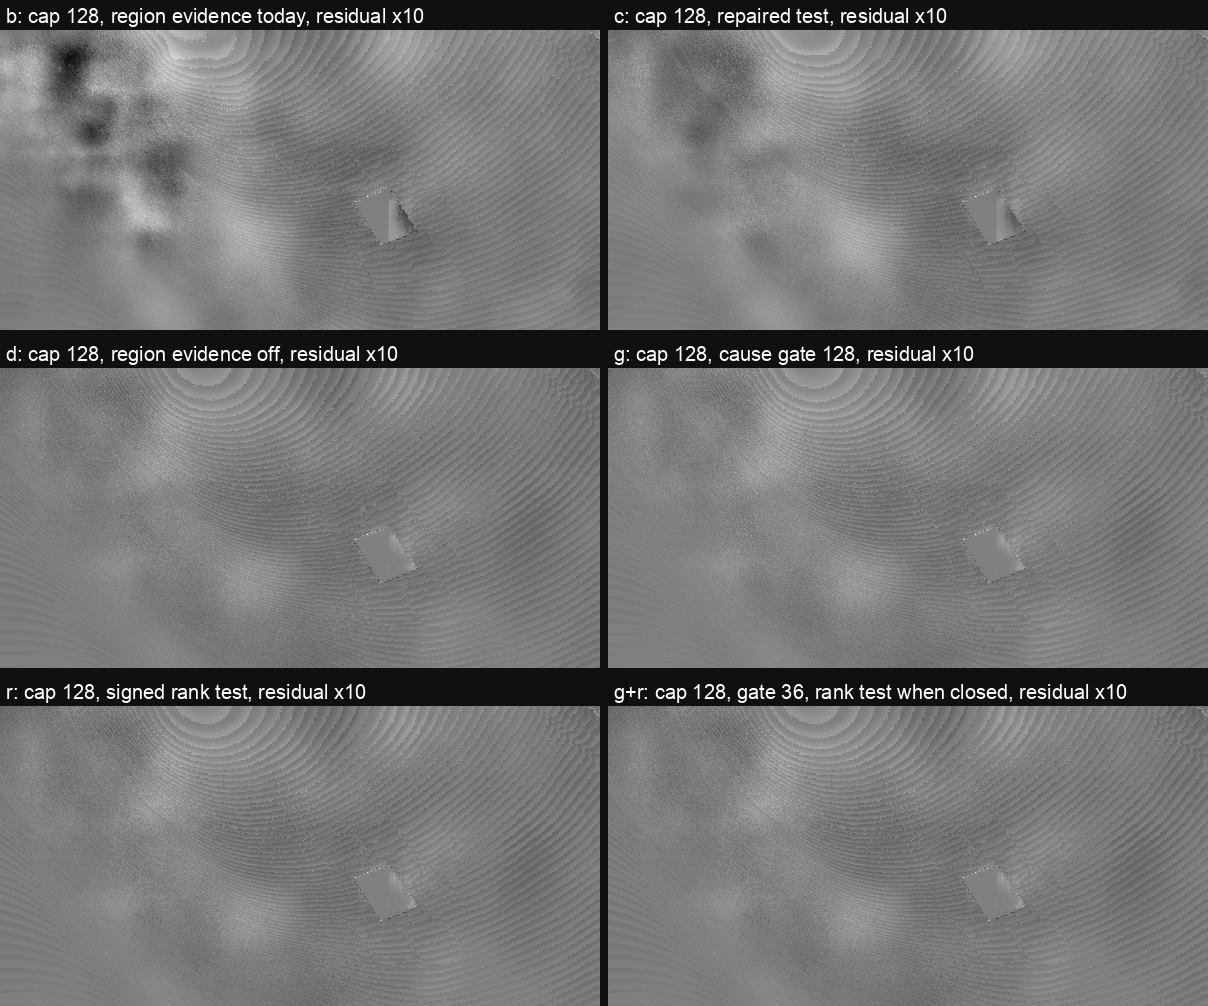 b: cap 128, region evidence today, residual x10
c: cap 128, repaired test, residual x10
d: cap 128, region evidence off, residual x10
g: cap 128, cause gate 128, residual x10
r: cap 128, signed rank test, residual x10
g+r: cap 128, gate 36, rank test when closed, residual x10